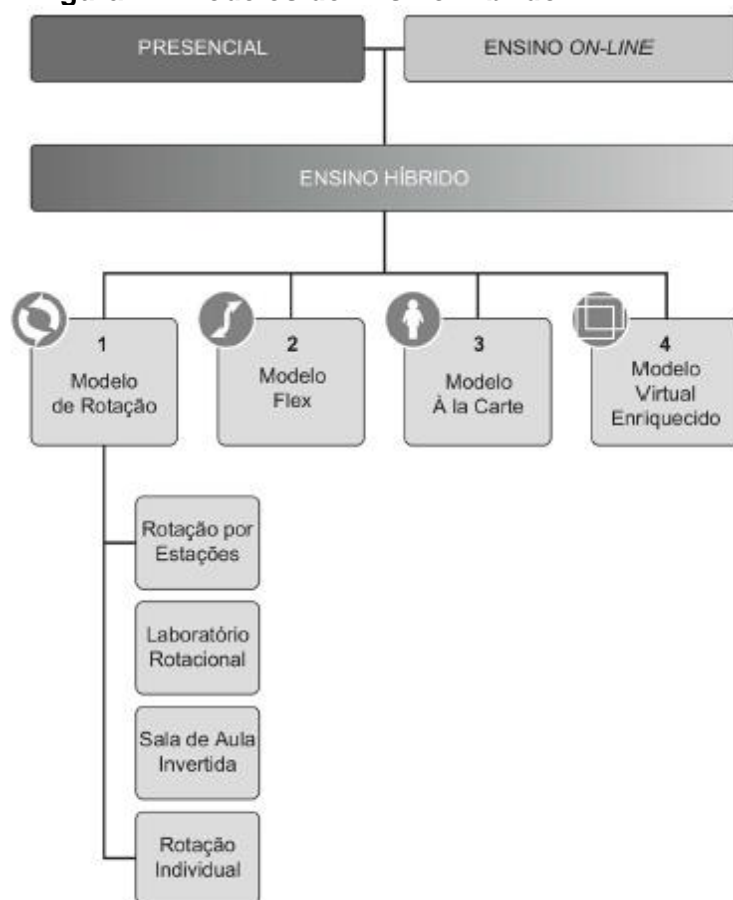 PRESENCIAL
ENSINO ON-LINE
ENSINO HÍBRIDO
1
Modelo
de Rotação
2
Modelo
Flex
3
Modelo
À la Carte
4
Modelo
Virtual
Enriquecido
Rotação por
Estações
Laboratório
Rotacional
Sala de Aula
Invertida
Rotação
Individual